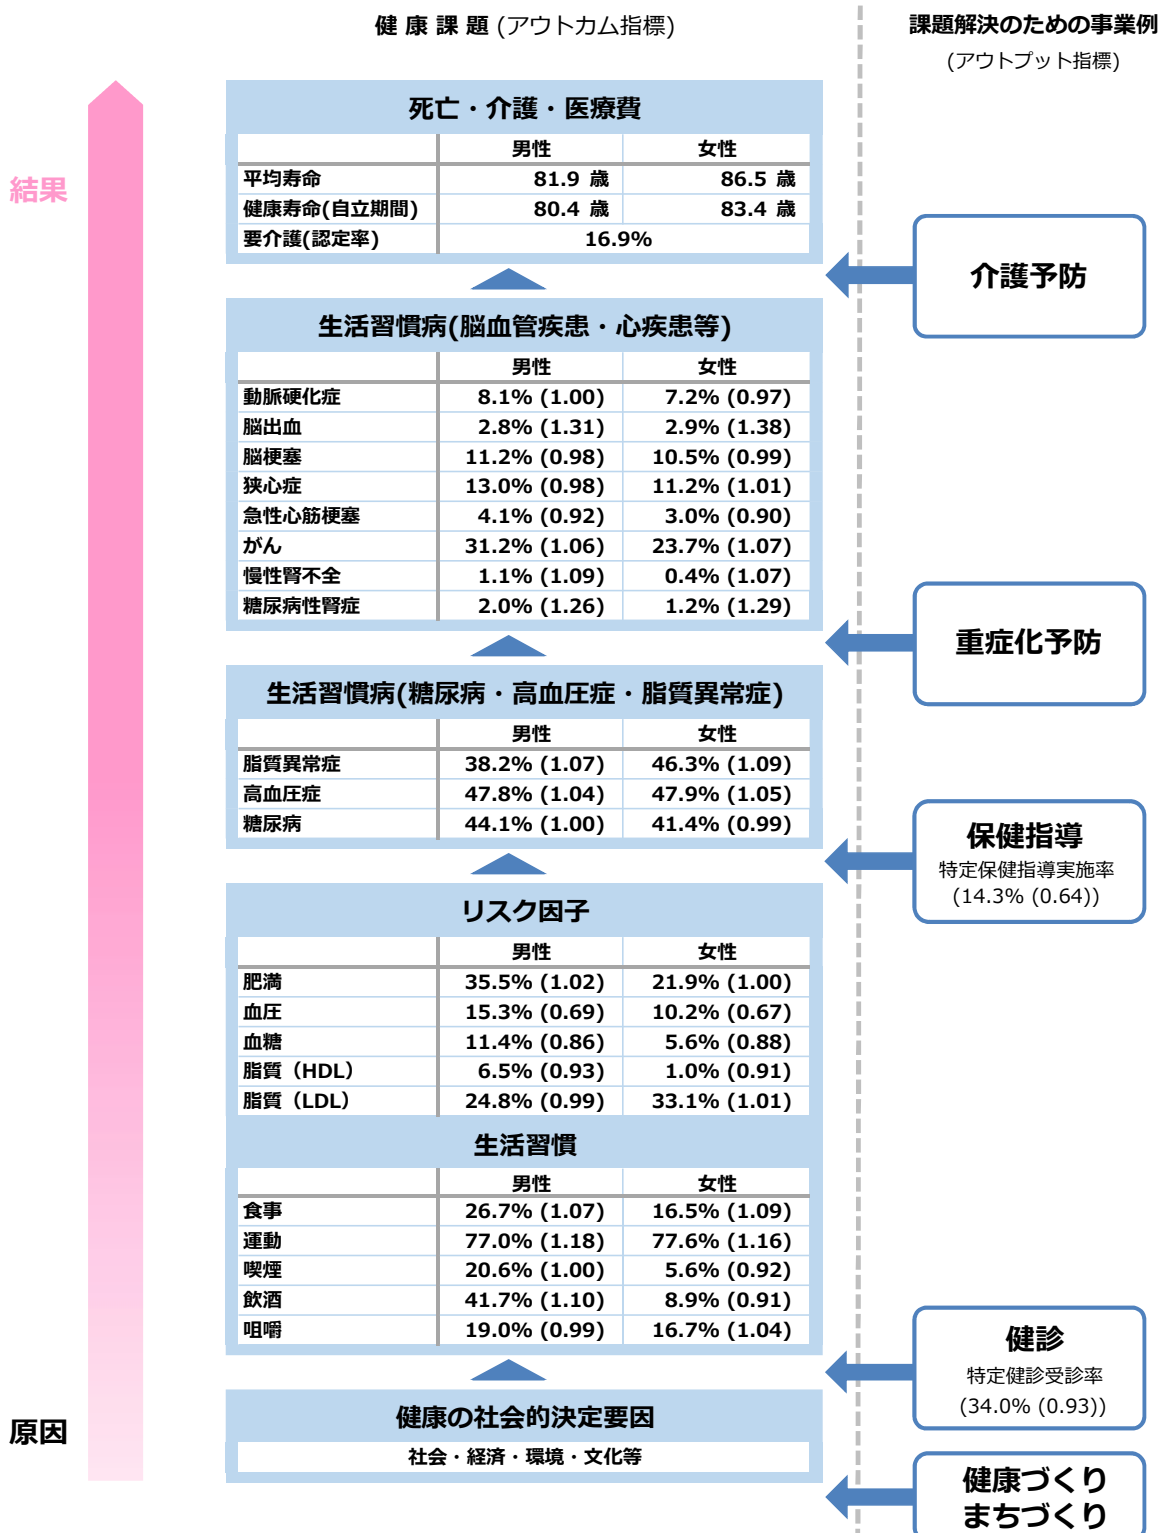 健 康 課 題 (アウトカム指標)
課題解決のための事業例
(アウトプット指標)
結果
原因
死亡・介護・医療費
男性 女性
平均寿命 81.9 歳 86.5 歳
健康寿命(自立期間) 80.4 歳 83.4 歳
要介護(認定率) 16.9%
介護予防
生活習慣病(脳血管疾患・心疾患等)
男性 女性
動脈硬化症 8.1% (1.00) 7.2% (0.97)
脳出血 2.8% (1.31) 2.9% (1.38)
脳梗塞 11.2% (0.98) 10.5% (0.99)
狭心症 13.0% (0.98) 11.2% (1.01)
急性心筋梗塞 4.1% (0.92) 3.0% (0.90)
がん 31.2% (1.06) 23.7% (1.07)
慢性腎不全 1.1% (1.09) 0.4% (1.07)
糖尿病性腎症 2.0% (1.26) 1.2% (1.29)
重症化予防
生活習慣病(糖尿病・高血圧症・脂質異常症)
男性 女性
脂質異常症 38.2% (1.07) 46.3% (1.09)
高血圧症 47.8% (1.04) 47.9% (1.05)
糖尿病 44.1% (1.00) 41.4% (0.99)
保健指導
特定保健指導実施率
(14.3% (0.64))
リスク因子
男性 女性
肥満 35.5% (1.02) 21.9% (1.00)
血圧 15.3% (0.69) 10.2% (0.67)
血糖 11.4% (0.86) 5.6% (0.88)
脂質（HDL） 6.5% (0.93) 1.0% (0.91)
脂質（LDL） 24.8% (0.99) 33.1% (1.01)
生活習慣
男性 女性
食事 26.7% (1.07) 16.5% (1.09)
運動 77.0% (1.18) 77.6% (1.16)
喫煙 20.6% (1.00) 5.6% (0.92)
飲酒 41.7% (1.10) 8.9% (0.91)
咀嚼 19.0% (0.99) 16.7% (1.04)
健診
特定健診受診率
(34.0% (0.93))
健康の社会的決定要因
社会・経済・環境・文化等
健康づくり
まちづくり